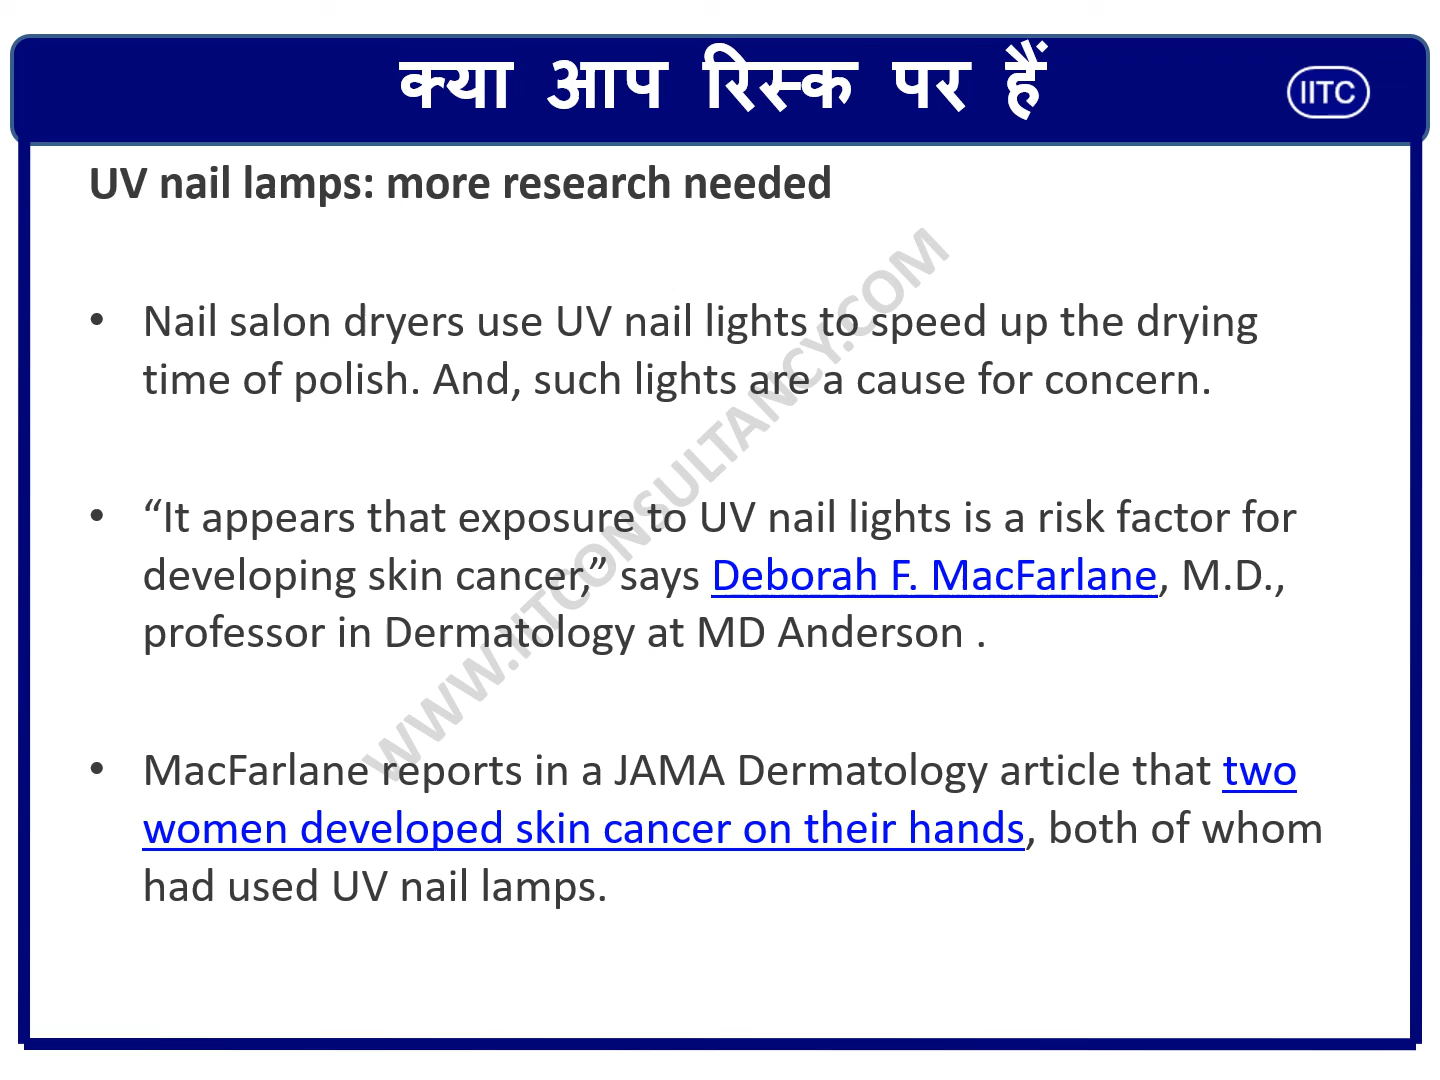 क्या आप रिस्क पर हैं
IITC
UV nail lamps: more research needed
• Nail salon dryers use UV nail lights to speed up the drying
time of polish. And, such lights are a cause for concern.
• “It appears that exposure to UV nail lights is a risk factor for
developing skin cancer,” says Deborah F. MacFarlane, M.D.,
professor in Dermatology at MD Anderson .
• MacFarlane reports in a JAMA Dermatology article that two
women developed skin cancer on their hands, both of whom
had used UV nail lamps.
WWW.IITCONSULTANCY.COM